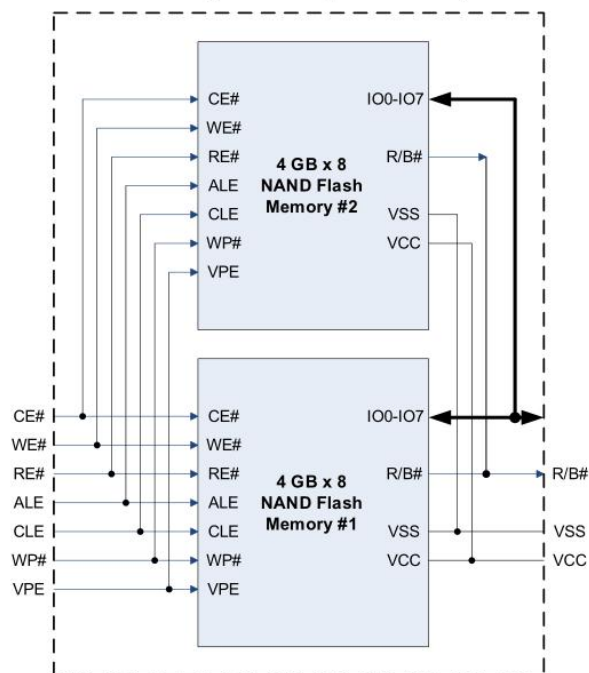 CE#
WE#
RE#
ALE
CLE
WP#
VPE
4 GB x 8
NAND Flash
Memory #2
IO0-IO7
R/B#
VSS
VCC
CE#
WE#
RE#
ALE
CLE
WP#
VPE
CE#
WE#
RE#
ALE
CLE
WP#
VPE
4 GB x 8
NAND Flash
Memory #1
IO0-IO7
R/B#
VSS
VCC
R/B#
VSS
VCC